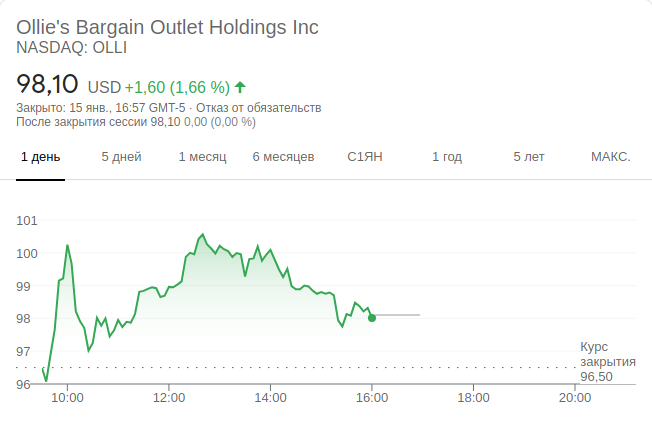 Ollie's Bargain Outlet Holdings Inc
NASDAQ: OLLI
98,10 USD +1,60 (1,66 %)
Закрыто: 15 янв., 16:57 GMT-5 · Отказ от обязательств
После закрытия сессии 98,10 0,00 (0,00 %)
1 день 5 дней 1 месяц 6 месяцев С1ЯН 1 год 5 лет МАКС.
101
100
99
98
97
Курс
закрытия
96,50
96
10:00 12:00 14:00 16:00 18:00 20:00